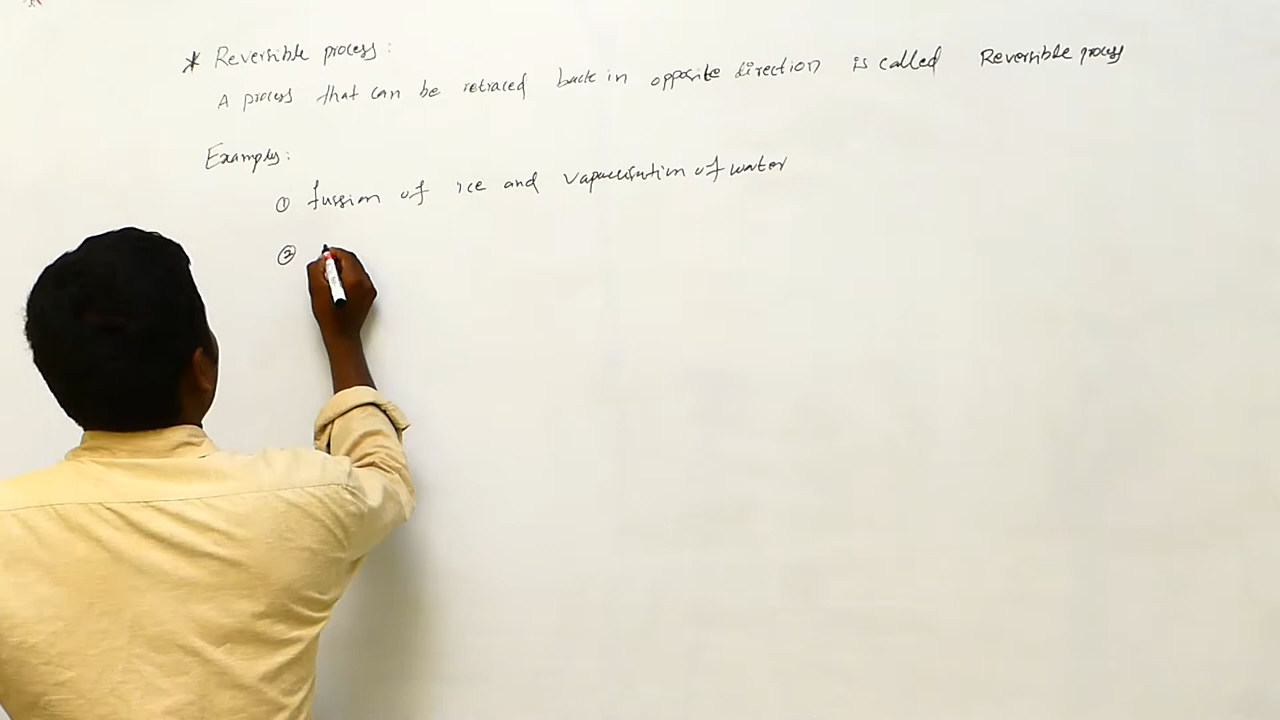 * Reversible process:
A process that can be retraced back in opposite direction is called Reversible process
Examples:
① fussion of ice and vapourisation of water
②